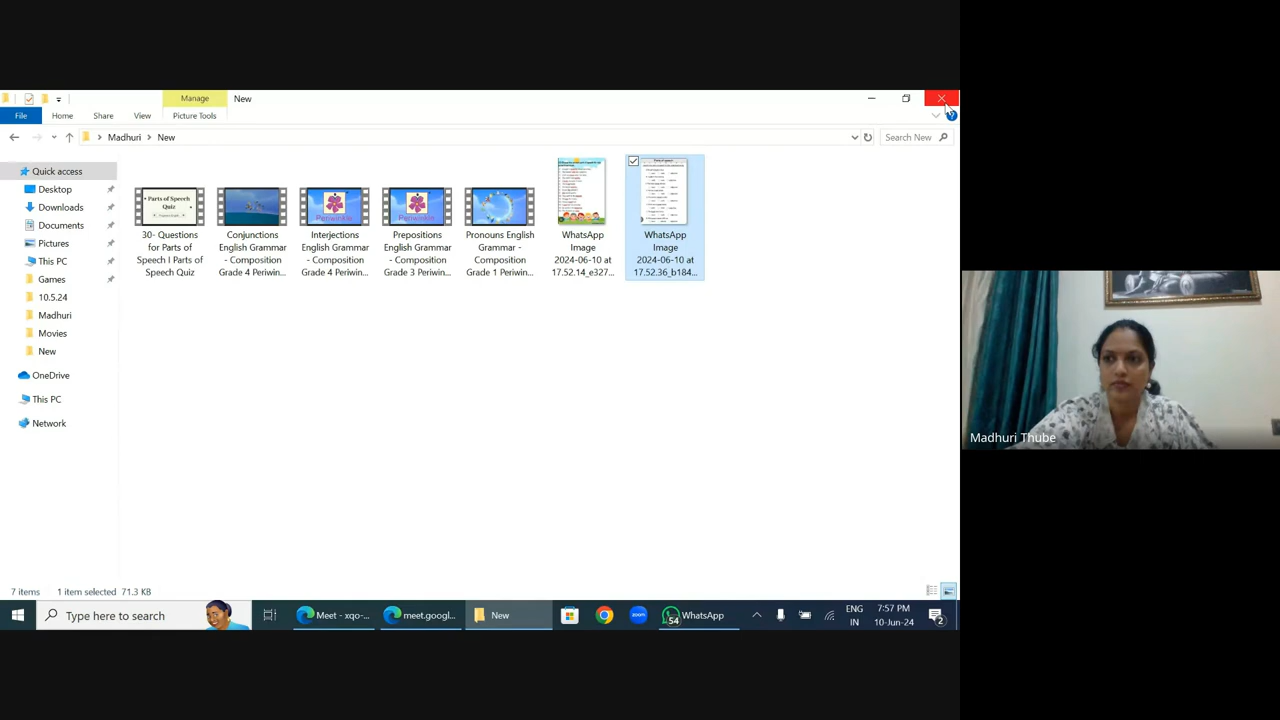 Manage
New
File
Home
Share
View
Picture Tools
Madhuri
New
Search New
Quick access
Desktop
Downloads
Documents
Pictures
This PC
Games
10.5.24
Madhuri
Movies
New
OneDrive
This PC
Network
Parts of Speech
Quiz
30- Questions
for Parts of
Speech I Parts of
Speech Quiz
Conjunctions
English Grammar
- Composition
Grade 4 Periwin...
Periwinkle
Interjections
English Grammar
- Composition
Grade 4 Periwin...
Periwinkle
Prepositions
English Grammar
- Composition
Grade 3 Periwin...
Pronouns English
Grammar -
Composition
Grade 1 Periwin...
WhatsApp
Image
2024-06-10 at
17.52.14_e327...
WhatsApp
Image
2024-06-10 at
17.52.36_b184...
Madhuri Thube
7 items
1 item selected 71.3 KB
Type here to search
Meet - xqo-...
meet.googl...
New
zoom
54
WhatsApp
ENG
IN
7:57 PM
10-Jun-24
2